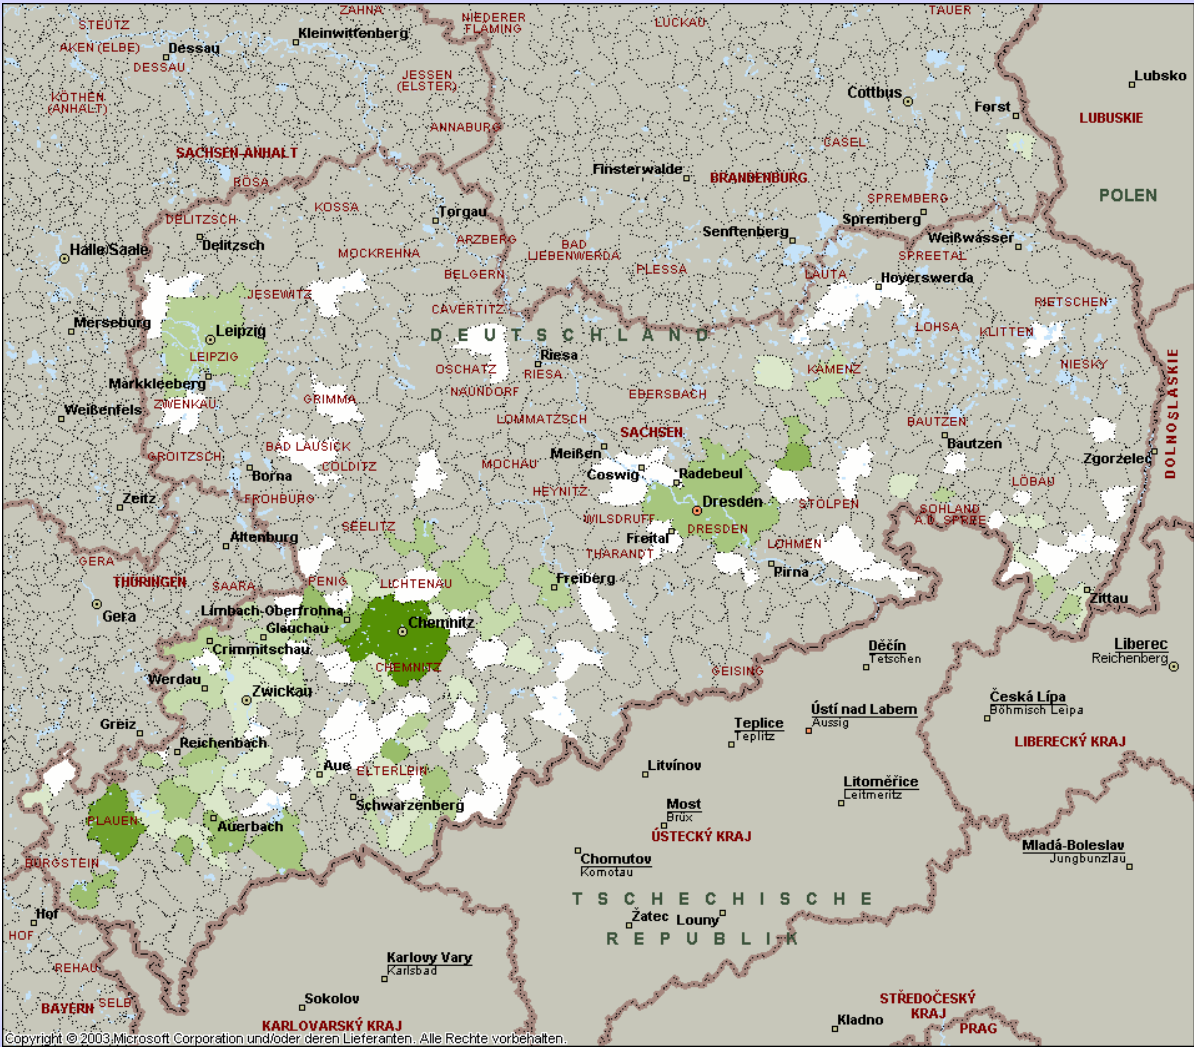 ZAHNA
TAUER
STEUTZ
NIEDERER
FLÄMING
LUCKAU
Kleinwittenberg
AKEN (ELBE)
Dessau
DESSAU
JESSEN
(ELSTER)
Lubsko
KÖTHEN
(ANHALT)
Cottbus
Forst
LUBUSKIE
ANNABURG
CASEL
SACHSEN-ANHALT
Finsterwalde
BRANDENBURG
RÖSA
POLEN
SPREMBERG
KOSSA
DELITZSCH
Torgau
Spremberg
Delitzsch
ARZBERG
BAD
LIEBENWERDA
Senftenberg
Weißwasser
Halle/Saale
MOCKREHNA
SPREETAL
BELGERN
PLESSA
LAUTA
Hoyerswerda
JESEWITZ
CAVERTITZ
RIETSCHEN
Merseburg
Leipzig
DEUTSCHLAND
LOHSA
KLITTEN
LEIPZIG
Riesa
OSCHATZ
RIESA
KAMENZ
NIESKY
Markkleeberg
NAUNDORF
EBERSBACH
DOLNOSLASKIE
ZWENKAU
GRIMMA
Weißenfels
LOMMATZSCH
SACHSEN
BAUTZEN
BAD LAUSICK
Meißen
Bautzen
GROITZSCH
COLDITZ
MOCHAU
Coswig
Radebeul
Zgorzelec
Borna
HEYNITZ
LÖBAU
Zeitz
FROHBURG
Dresden
STOLPEN
SOHLAND
A.D. SPREE
SEELITZ
WILSDRUFF
DRESDEN
Altenburg
Freital
LOHMEN
GERA
THARANDT
THÜRINGEN
SAARA
PENIG
LICHTENAU
Freiberg
Pirna
Zittau
Gera
Limbach-Oberfrohna
Glauchau
Chemnitz
Crimmitschau
Děčín
Tetschen
Liberec
Reichenberg
CHEMNITZ
GEISING
Werdau
Zwickau
Česká Lípa
Böhmisch Leipa
Ústí nad Labem
Aussig
Greiz
Teplice
Teplitz
Reichenbach
LIBERECKÝ KRAJ
Aue
ELTERLEIN
Litvínov
Litoměřice
Leitmeritz
Schwarzenberg
Most
Brüx
PLAUEN
Auerbach
ÚSTECKÝ KRAJ
Mladá-Boleslav
Jungbunzlau
BURGSTEIN
Chomutov
Komotau
TSCHECHISCHE
Hof
Žatec
Louny
HOF
REPUBLIK
Karlovy Vary
Karlsbad
REHAU
Sokolov
STŘEDOČESKÝ
KRAJ
BAYERN
SELB
KARLOVARSKÝ KRAJ
Kladno
PRAG
Copyright © 2003 Microsoft Corporation und/oder deren Lieferanten. Alle Rechte vorbehalten.